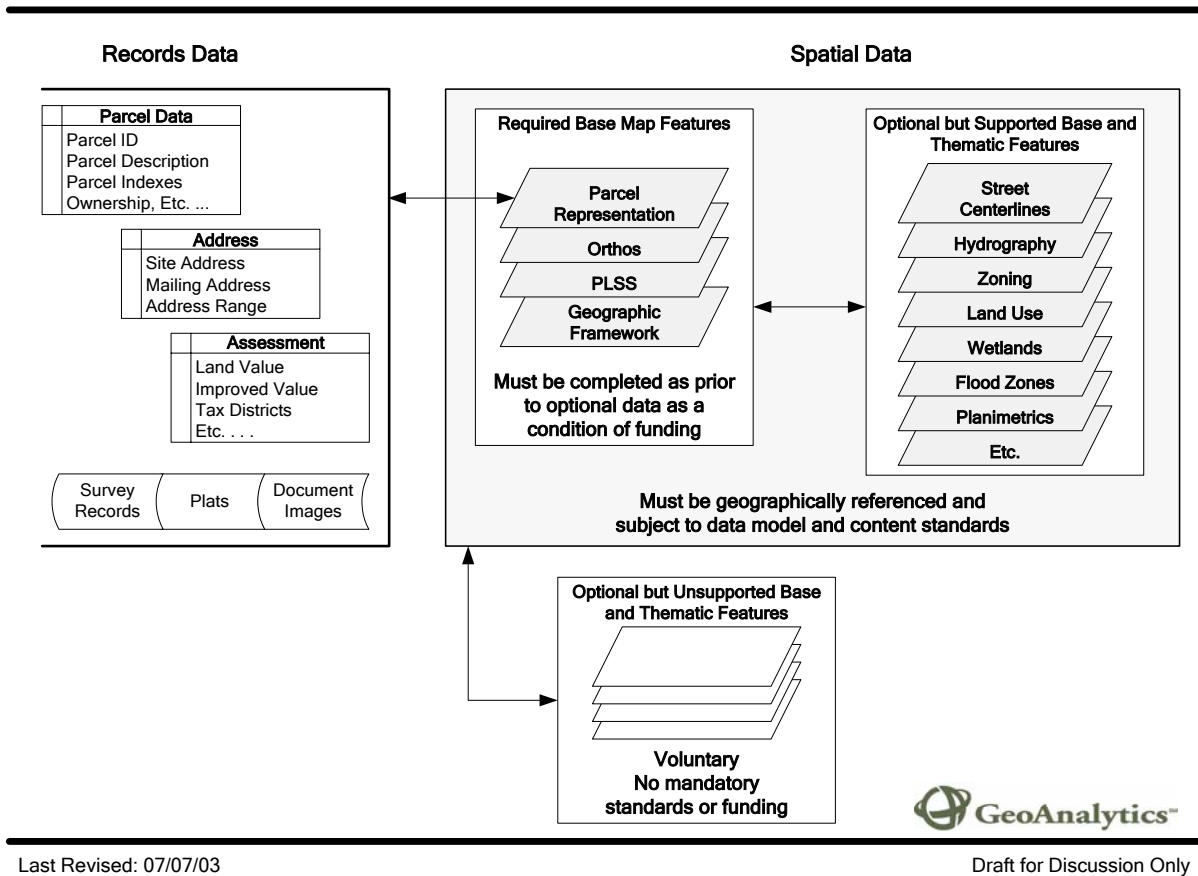 Records Data
Spatial Data
Parcel Data
Parcel ID
Parcel Description
Parcel Indexes
Ownership, Etc. ...
Address
Site Address
Mailing Address
Address Range
Assessment
Land Value
Improved Value
Tax Districts
Etc. . . .
Survey
Records
Plats
Document
Images
Required Base Map Features
Parcel
Representation
Orthos
PLSS
Geographic
Framework
Must be completed as prior
to optional data as a
condition of funding
Optional but Supported Base and
Thematic Features
Street
Centerlines
Hydrography
Zoning
Land Use
Wetlands
Flood Zones
Planimetrics
Etc.
Must be geographically referenced and
subject to data model and content standards
Optional but Unsupported Base
and Thematic Features
Voluntary
No mandatory
standards or funding
GeoAnalytics℠
Last Revised: 07/07/03
Draft for Discussion Only